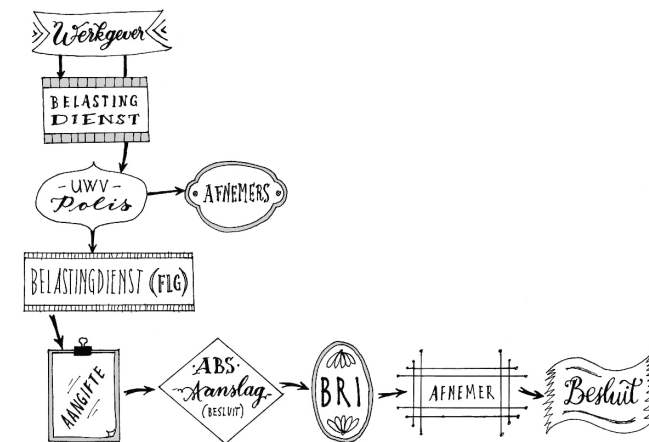 Werkgever
BELASTING
DIENST
-UWV-
Polis
AFNEMERS
BELASTINGDIENST (FLG)
AANGIFTE
ABS
Aanslag
(BESLUIT)
BRI
AFNEMER
Besluit